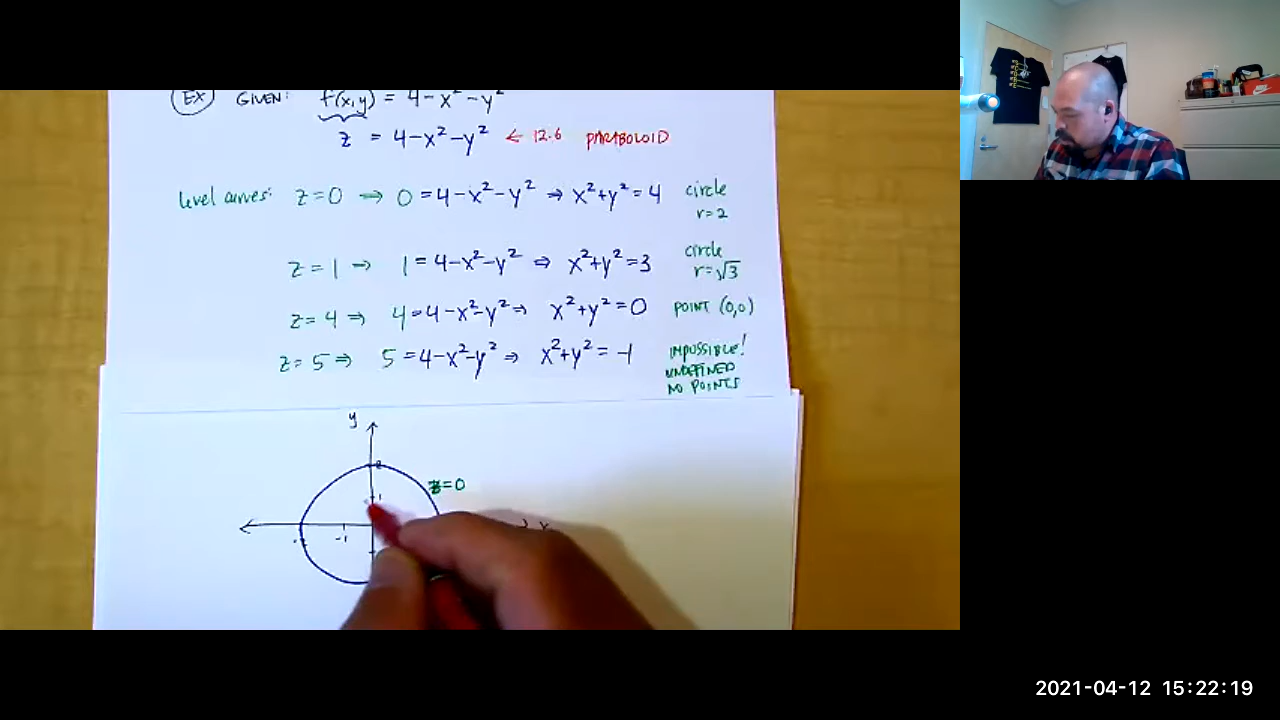 EX GIVEN: f(x,y) = 4-x²-y²
z = 4-x²-y² ← 12.6 PARABOLOID
level curves: z=0 ⇒ 0 = 4-x²-y² ⇒ x²+y² = 4 circle r=2
z=1 ⇒ 1 = 4-x²-y² ⇒ x²+y² = 3 circle r=√3
z=4 ⇒ 4 = 4-x²-y² ⇒ x²+y² = 0 POINT (0,0)
z=5 ⇒ 5 = 4-x²-y² ⇒ x²+y² = -1 IMPOSSIBLE!
UNDEFINED
NO POINTS
y
2
z=0
1
x
-2 -1
2021-04-12 15:22:19